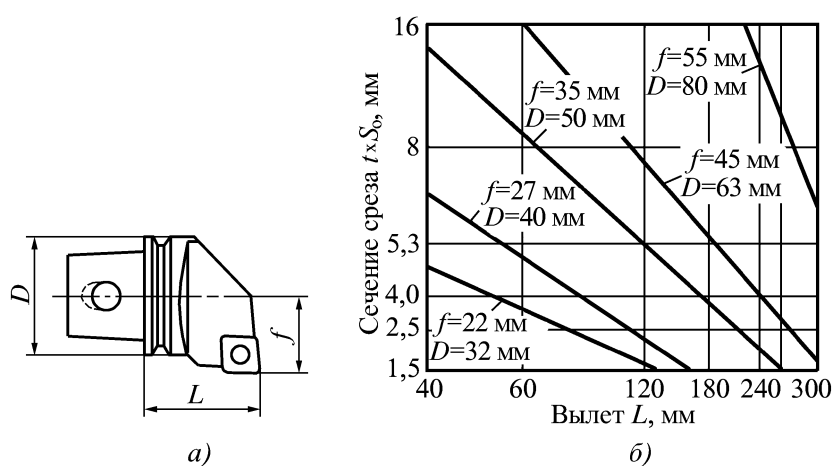 D
f
L
а)
Сечение среза t×Sₒ, мм
16
8
5,3
4,0
2,5
1,5
f=55 мм
D=80 мм
f=35 мм
D=50 мм
f=45 мм
D=63 мм
f=27 мм
D=40 мм
f=22 мм
D=32 мм
40 60 120 180 240 300
Вылет L, мм
б)